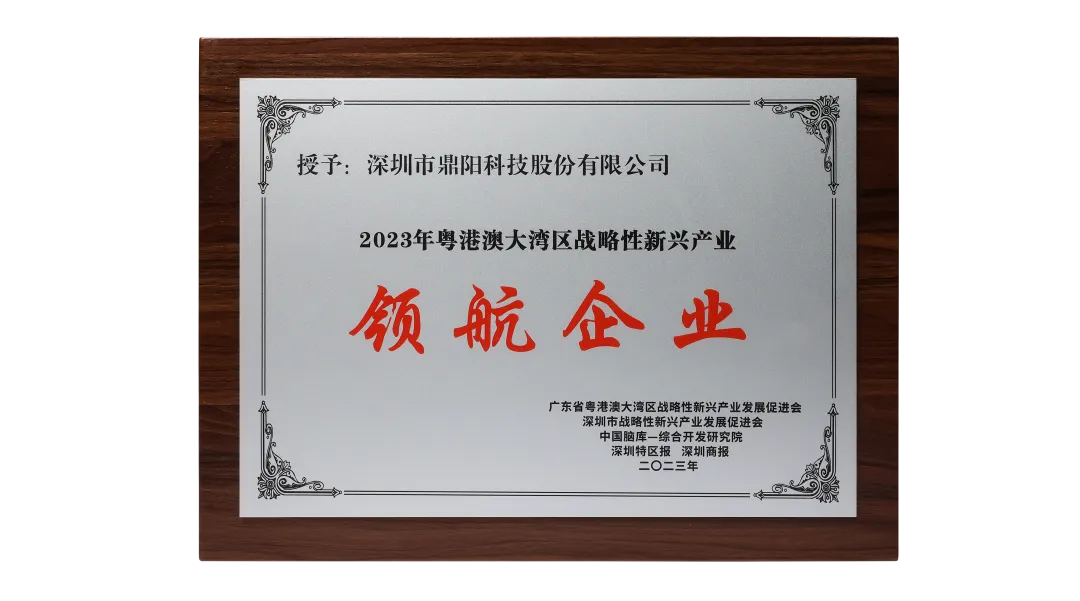 授予：深圳市鼎阳科技股份有限公司
2023年粤港澳大湾区战略性新兴产业
领航企业
广东省粤港澳大湾区战略性新兴产业发展促进会
深圳市战略性新兴产业发展促进会
中国脑库—综合开发研究院
深圳特区报 深圳商报
二〇二三年